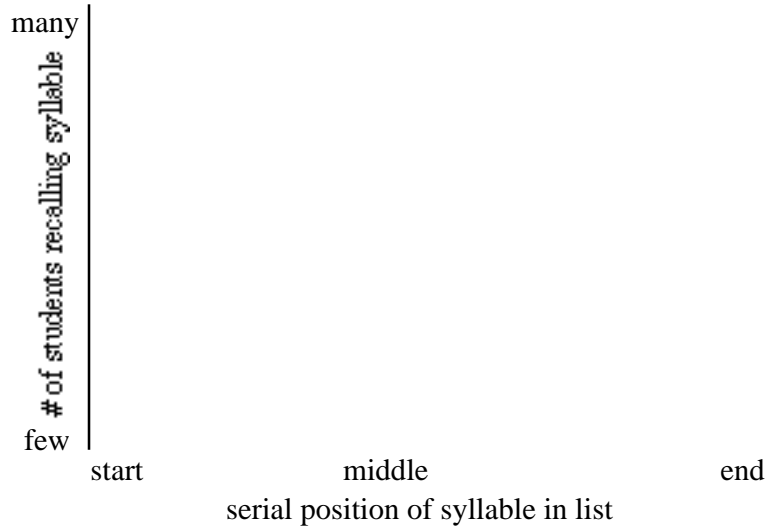 many
# of students recalling syllable
few
start middle end
serial position of syllable in list